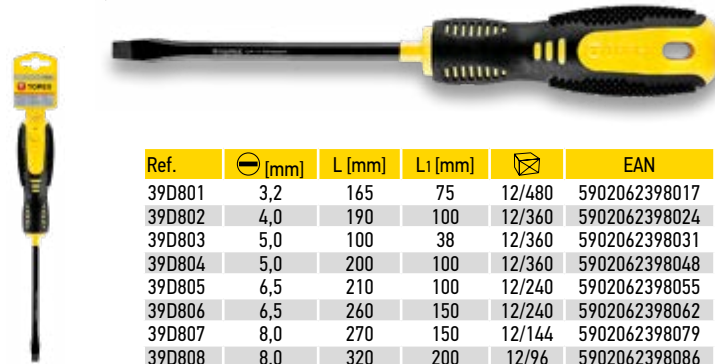 TOPEX
Ref. [mm] L [mm] L1 [mm] EAN
39D801 3,2 165 75 12/480 5902062398017
39D802 4,0 190 100 12/360 5902062398024
39D803 5,0 100 38 12/360 5902062398031
39D804 5,0 200 100 12/360 5902062398048
39D805 6,5 210 100 12/240 5902062398055
39D806 6,5 260 150 12/240 5902062398062
39D807 8,0 270 150 12/144 5902062398079
39D808 8,0 320 200 12/96 5902062398086